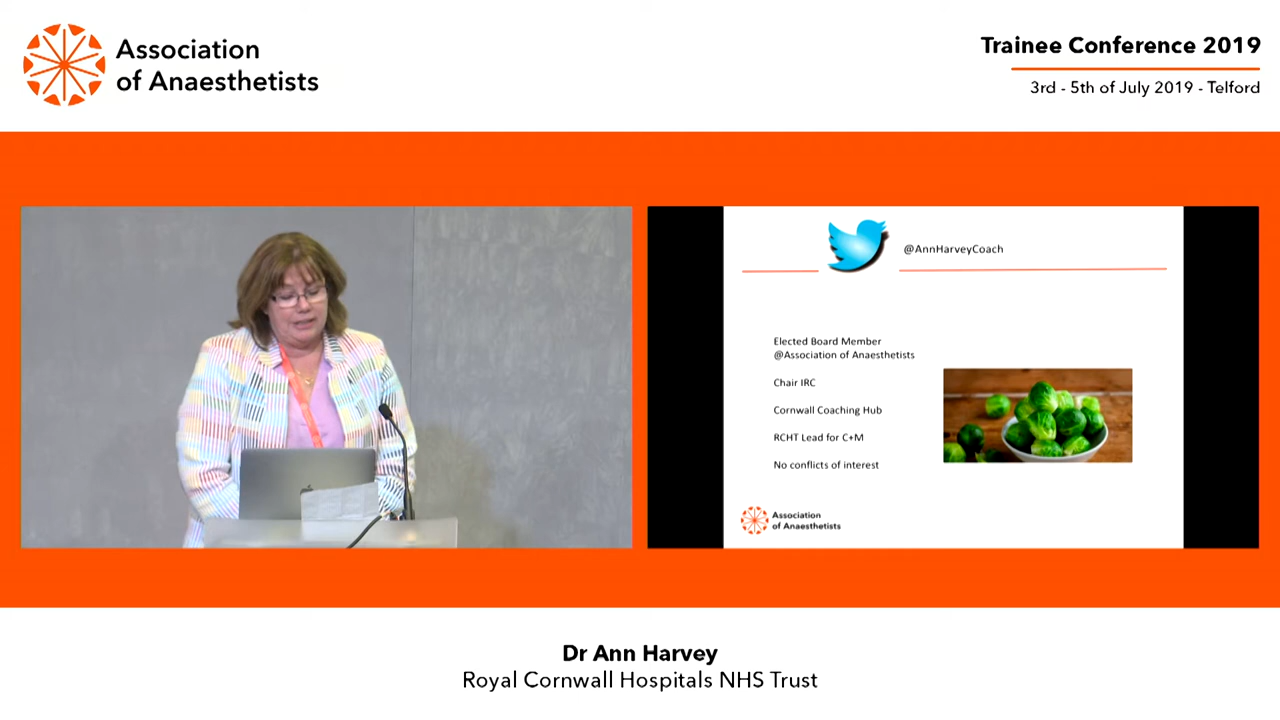 Association
of Anaesthetists
Trainee Conference 2019
3rd - 5th of July 2019 - Telford
@AnnHarveyCoach
Elected Board Member
@Association of Anaesthetists
Chair IRC
Cornwall Coaching Hub
RCHT Lead for C+M
No conflicts of interest
Association
of Anaesthetists
Dr Ann Harvey
Royal Cornwall Hospitals NHS Trust